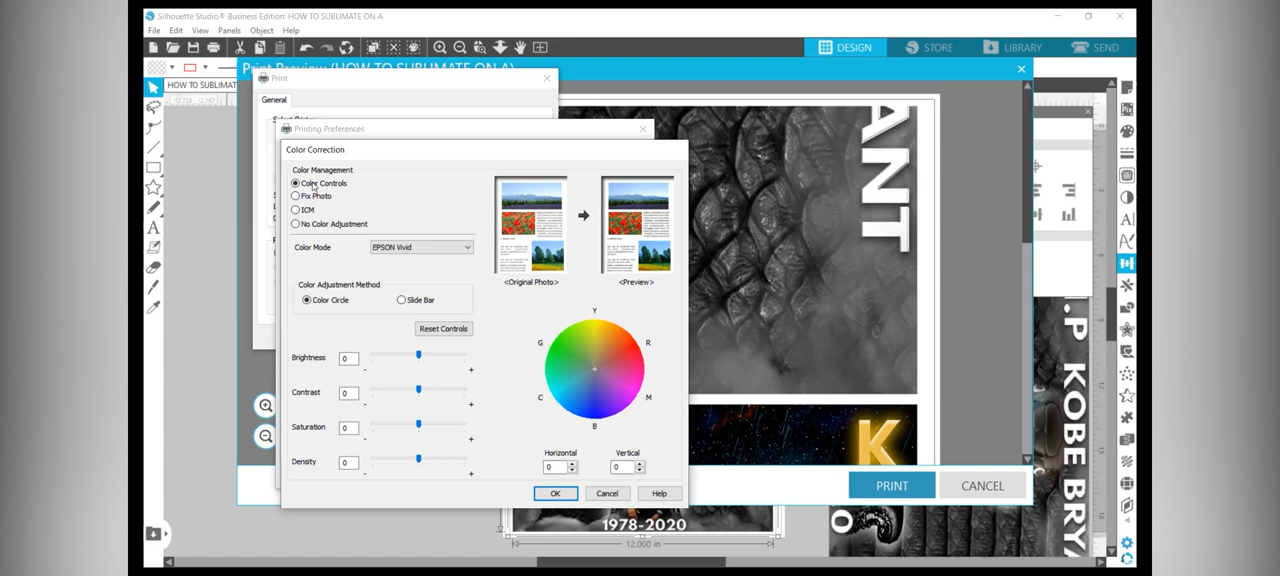 Silhouette Studio® Business Edition: HOW TO SUBLIMATE ON A
File Edit View Panels Object Help
DESIGN STORE LIBRARY SEND
Print Preview (HOW TO SUBLIMATE ON A)
HOW TO SUBLIMAT
Print
General
Printing Preferences
Color Correction
Color Management
Color Controls
Fix Photo
ICM
No Color Adjustment
Color Mode EPSON Vivid
<Original Photo> <Preview>
Color Adjustment Method
Color Circle Slide Bar
Reset Controls
Brightness 0
- +
Contrast 0
- +
Saturation 0
- +
Density 0
- +
Y
G R
C M
B
Horizontal Vertical
0 0
OK Cancel Help
ANT
K
PRINT CANCEL
1978-2020
12.000 in
.P KOBE BRYA
O